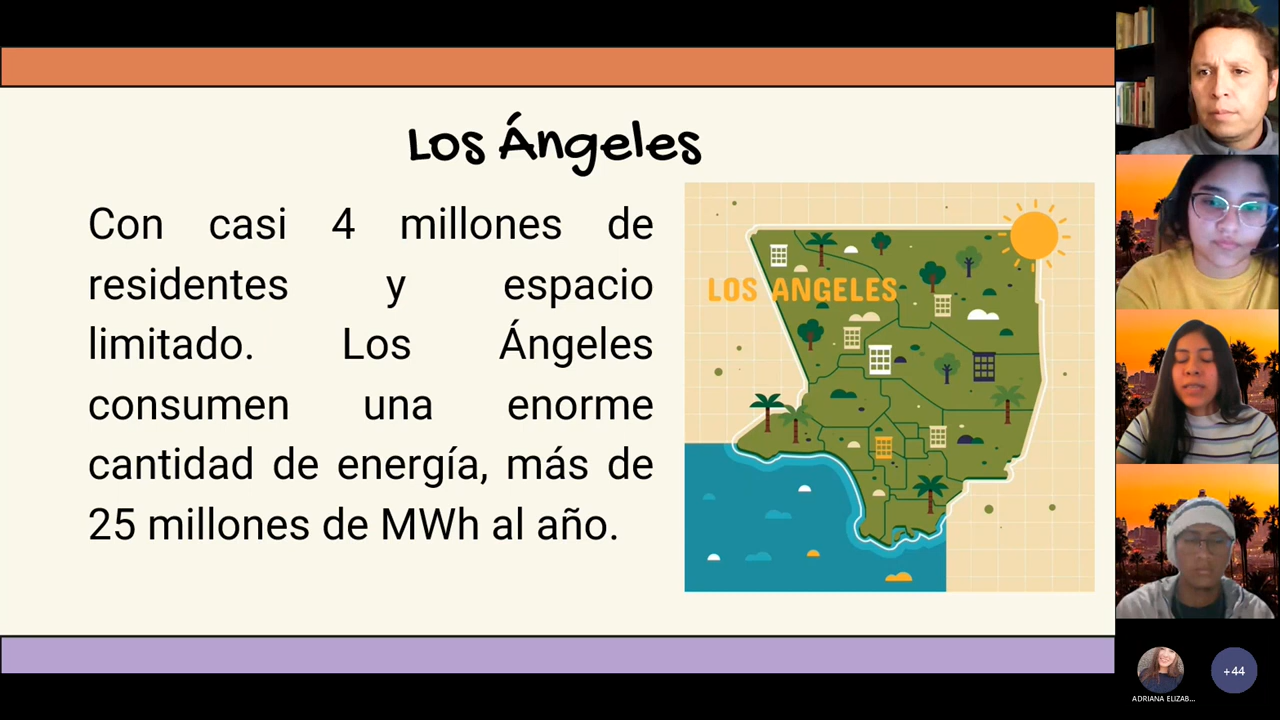 Los Ángeles
Con casi 4 millones de
residentes y espacio
limitado. Los Ángeles
consumen una enorme
cantidad de energía, más de
25 millones de MWh al año.
LOS ANGELES
ADRIANA ELIZAB...
+44